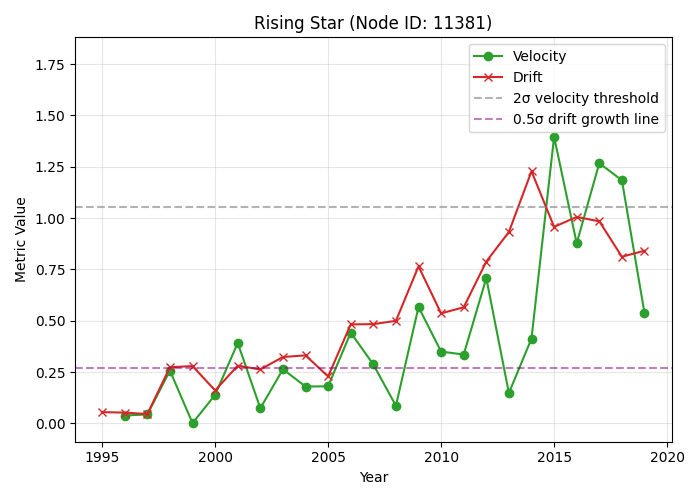 Rising Star (Node ID: 11381)
Velocity
Drift
2σ velocity threshold
0.5σ drift growth line
Metric Value
1.75
1.50
1.25
1.00
0.75
0.50
0.25
0.00
1995 2000 2005 2010 2015 2020
Year